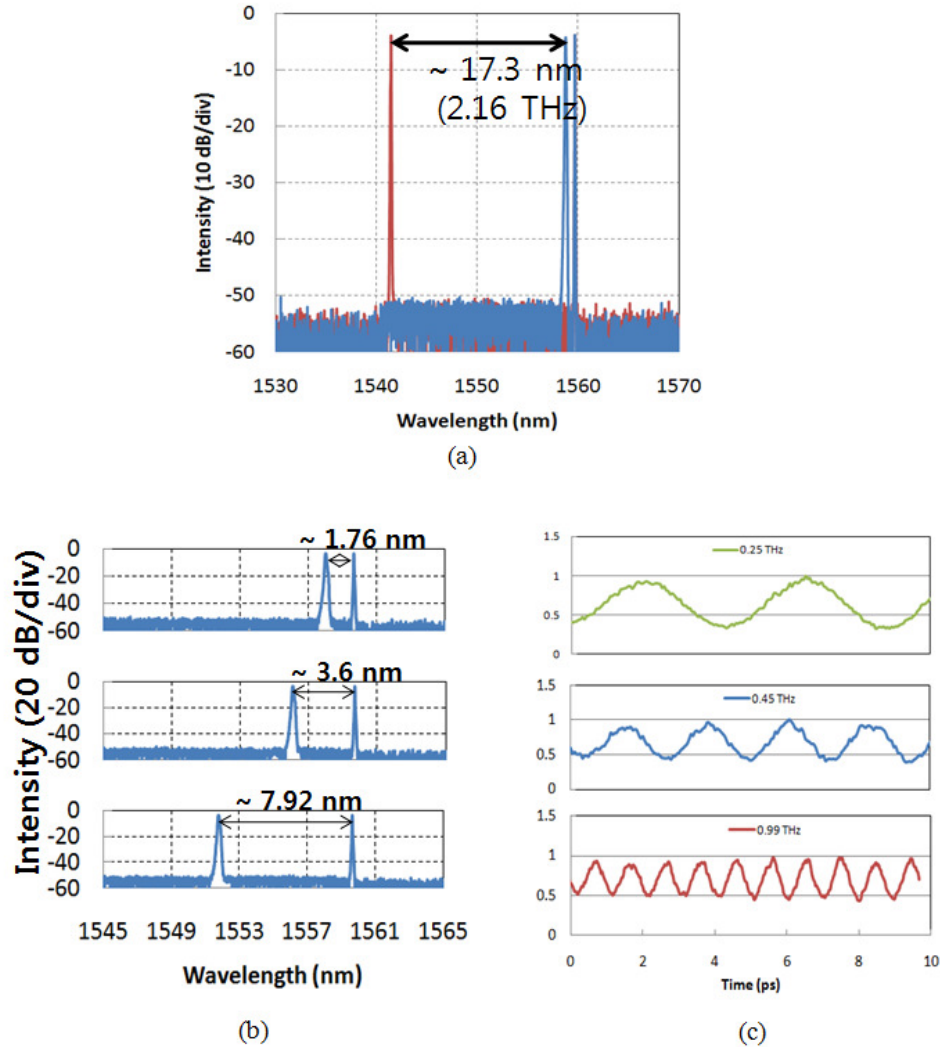 0
-10
-20
-30
-40
-50
-60
Intensity (10 dB/div)
~ 17.3 nm
(2.16 THz)
1530 1540 1550 1560 1570
Wavelength (nm)
(a)
Intensity (20 dB/div)
~ 1.76 nm
0
-20
-40
-60
~ 3.6 nm
0
-20
-40
-60
~ 7.92 nm
0
-20
-40
-60
1545 1549 1553 1557 1561 1565
Wavelength (nm)
(b)
1.5
1
0.5
0
0.25 THz
1.5
1
0.5
0
0.45 THz
1.5
1
0.5
0
0.99 THz
0 2 4 6 8 10
Time (ps)
(c)